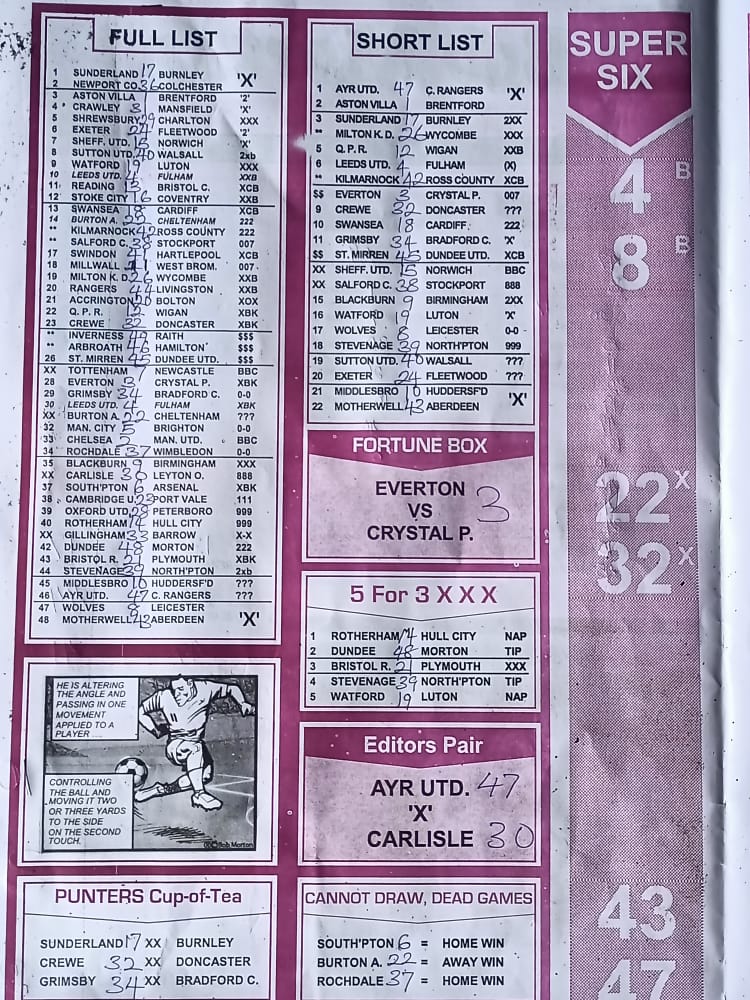 FULL LIST
1 SUNDERLAND 17 BURNLEY 'X'
2 NEWPORT CO. 36 COLCHESTER
3 ASTON VILLA 1 BRENTFORD '2'
4 CRAWLEY 31 MANSFIELD 'X'
5 SHREWSBURY 29 CHARLTON XXX
6 EXETER 24 FLEETWOOD '2'
7 SHEFF. UTD. 15 NORWICH 'X'
8 SUTTON UTD. 40 WALSALL 2xb
9 WATFORD 19 LUTON XXX
10 LEEDS UTD. 4 FULHAM XXB
11 READING 13 BRISTOL C. XCB
12 STOKE CITY 16 COVENTRY XXB
13 SWANSEA 18 CARDIFF XCB
14 BURTON A. 22 CHELTENHAM 222
** KILMARNOCK 42 ROSS COUNTY 222
** SALFORD C. 38 STOCKPORT 007
17 SWINDON 41 HARTLEPOOL XCB
18 MILLWALL 11 WEST BROM. 007
19 MILTON K.D. 26 WYCOMBE XXB
20 RANGERS 44 LIVINGSTON XXB
21 ACCRINGTON 20 BOLTON XOX
22 Q. P. R. 12 WIGAN XBK
23 CREWE 32 DONCASTER XBK
** INVERNESS 49 RAITH $$$
** ARBROATH 46 HAMILTON $$$
26 ST. MIRREN 45 DUNDEE UTD. $$$
XX TOTTENHAM 7 NEWCASTLE BBC
28 EVERTON 3 CRYSTAL P. XBK
29 GRIMSBY 34 BRADFORD C. 0-0
30 LEEDS UTD. 4 FULHAM XBK
XX BURTON A. 22 CHELTENHAM ???
32 MAN. CITY 5 BRIGHTON 0-0
33 CHELSEA 2 MAN. UTD. BBC
34 ROCHDALE 37 WIMBLEDON 0-0
35 BLACKBURN 9 BIRMINGHAM XXX
XX CARLISLE 30 LEYTON O. 888
37 SOUTH'PTON 6 ARSENAL XBK
38 CAMBRIDGE U. 23 PORT VALE 111
39 OXFORD UTD. 28 PETERBORO 999
40 ROTHERHAM 14 HULL CITY 999
XX GILLINGHAM 33 BARROW X-X
42 DUNDEE 48 MORTON 222
43 BRISTOL R. 21 PLYMOUTH XBK
44 STEVENAGE 39 NORTH'PTON 2xb
45 MIDDLESBRO 10 HUDDERSF'D ???
46 AYR UTD. 47 C. RANGERS ???
47 WOLVES 8 LEICESTER 'X'
48 MOTHERWELL 43 ABERDEEN
SHORT LIST
1 AYR UTD. 47 C. RANGERS 'X'
2 ASTON VILLA 1 BRENTFORD
3 SUNDERLAND 17 BURNLEY 2XX
** MILTON K. D. 26 WYCOMBE XXX
5 Q. P. R. 12 WIGAN XXB
6 LEEDS UTD. 4 FULHAM (X)
** KILMARNOCK 42 ROSS COUNTY XCB
$$ EVERTON 3 CRYSTAL P. 007
9 CREWE 32 DONCASTER ???
10 SWANSEA 18 CARDIFF 222
11 GRIMSBY 34 BRADFORD C. 'X'
$$ ST. MIRREN 45 DUNDEE UTD. XCB
XX SHEFF. UTD. 15 NORWICH BBC
XX SALFORD C. 38 STOCKPORT 888
15 BLACKBURN 9 BIRMINGHAM 2XX
16 WATFORD 19 LUTON 'X'
17 WOLVES 8 LEICESTER 0-0
18 STEVENAGE 39 NORTH'PTON 999
19 SUTTON UTD. 40 WALSALL ???
20 EXETER 24 FLEETWOOD ???
21 MIDDLESBRO 10 HUDDERSF'D 'X'
22 MOTHERWELL 43 ABERDEEN
FORTUNE BOX
EVERTON 3
VS
CRYSTAL P.
5 For 3 X X X
1 ROTHERHAM 14 HULL CITY NAP
2 DUNDEE 48 MORTON TIP
3 BRISTOL R. 21 PLYMOUTH XXX
4 STEVENAGE 39 NORTH'PTON TIP
5 WATFORD 19 LUTON NAP
Editors Pair
AYR UTD. 47
'X'
CARLISLE 30
HE IS ALTERING
THE ANGLE AND
PASSING IN ONE
MOVEMENT
APPLIED TO A
PLAYER ....
11
CONTROLLING
THE BALL AND
MOVING IT TWO
OR THREE YARDS
TO THE SIDE
ON THE SECOND
TOUCH.
Bob Morton
PUNTERS Cup-of-Tea
SUNDERLAND 17 XX BURNLEY
CREWE 32 XX DONCASTER
GRIMSBY 34 XX BRADFORD C.
CANNOT DRAW, DEAD GAMES
SOUTH'PTON 6 = HOME WIN
BURTON A. 22 = AWAY WIN
ROCHDALE 37 = HOME WIN
SUPER
SIX
4 B
8 B
22 X
32 X
43
47